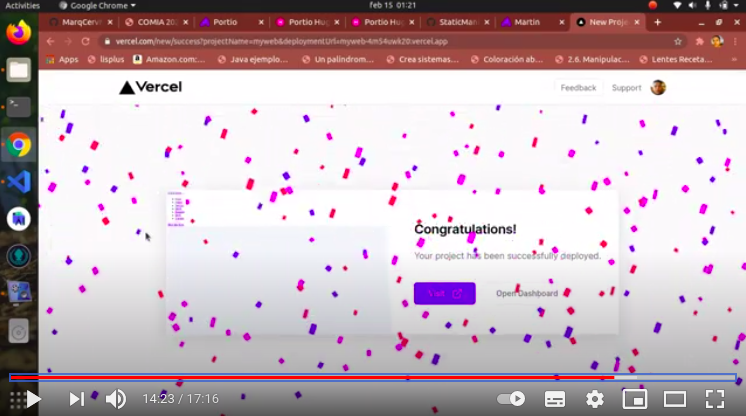 Activities Google Chrome feb 15 01:21
MarqCerv COMIA 202 Portio Portio Hug Portio Hug StaticMan Martin New Proje
vercel.com/new/success?projectName=myweb&deploymentUrl=myweb-4m54uwk20.vercel.app
Apps lisplus Amazon.com:... Java ejemplo... Un palindrom... Crea sistemas... Coloración ab... 2.6. Manipulac... Lentes Receta...
Vercel Feedback Support
Congratulations!
Your project has been successfully deployed.
Visit Open Dashboard
14:23 / 17:16